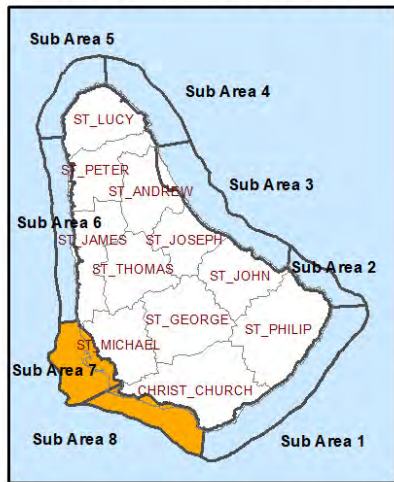 Sub Area 5
Sub Area 4
ST_LUCY
Sub Area 3
ST_PETER
ST_ANDREW
Sub Area 6
ST_JAMES
ST_JOSEPH
Sub Area 2
ST_THOMAS
ST_JOHN
ST_GEORGE
ST_PHILIP
ST_MICHAEL
Sub Area 7
CHRIST_CHURCH
Sub Area 8
Sub Area 1